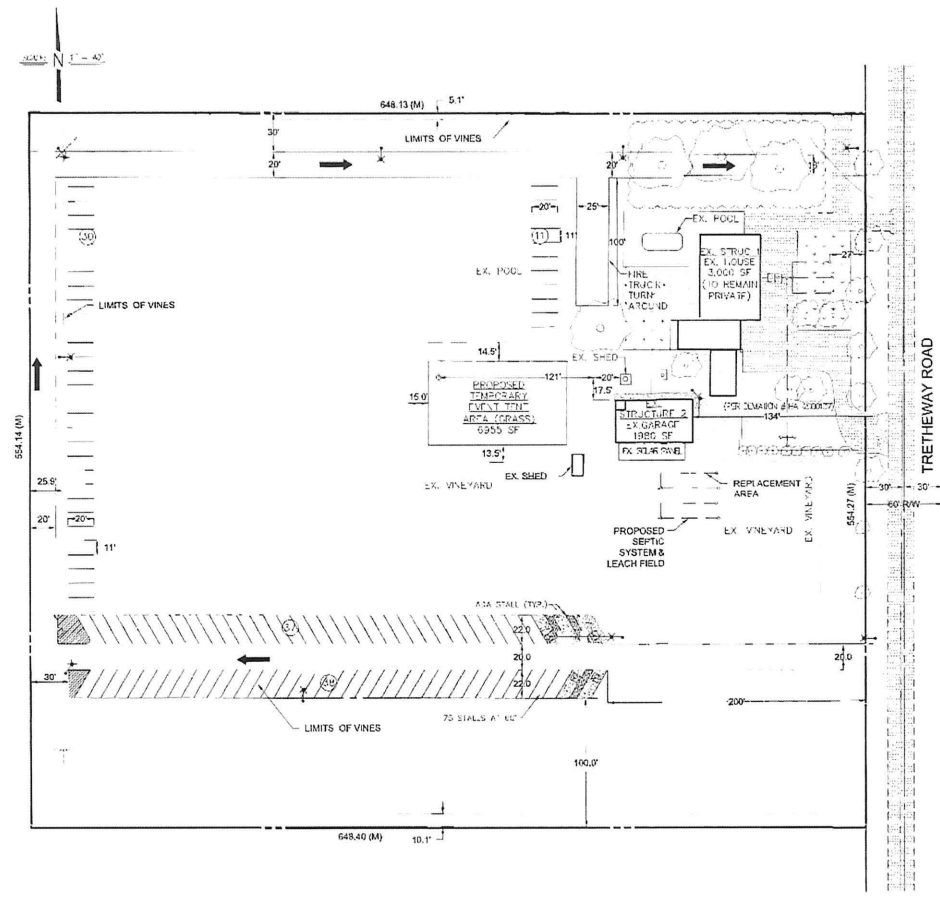 SCALE: N 1" = 40'
648.13 (M)
5.1'
LIMITS OF VINES
30'
20'
20'
20'
11
11'
25'
100'
EX. POOL
EX. POOL
FIRE
TRUCK
TURN
AROUND
EX. STRUC. 1
EX. HOUSE
3,000 SF
(TO REMAIN
PRIVATE)
27'
30
LIMITS OF VINES
554.14 (M)
14.5'
EX. SHED
121'
20'
17.5'
15.0'
PROPOSED
TEMPORARY
EVENT TENT
AREA (GRASS)
6955 SF
13.5'
EX.
STRUCTURE 2
EX. GARAGE
1980 SF
EX. SOLAR PANEL
134'
TRETHEWAY ROAD
EX. SHED
EX. VINEYARD
REPLACEMENT
AREA
PROPOSED
SEPTIC
SYSTEM &
LEACH FIELD
EX. VINEYARD
EX. VINEYARD
554.27 (M)
30'
30'
60' R/W
25.9'
20'
20'
11'
ADA STALL (TYP.)
37
22.0
20.0
22.0
20.0
30'
38
LIMITS OF VINES
75 STALLS AT 60°
200'
100.0'
648.40 (M)
10.1'